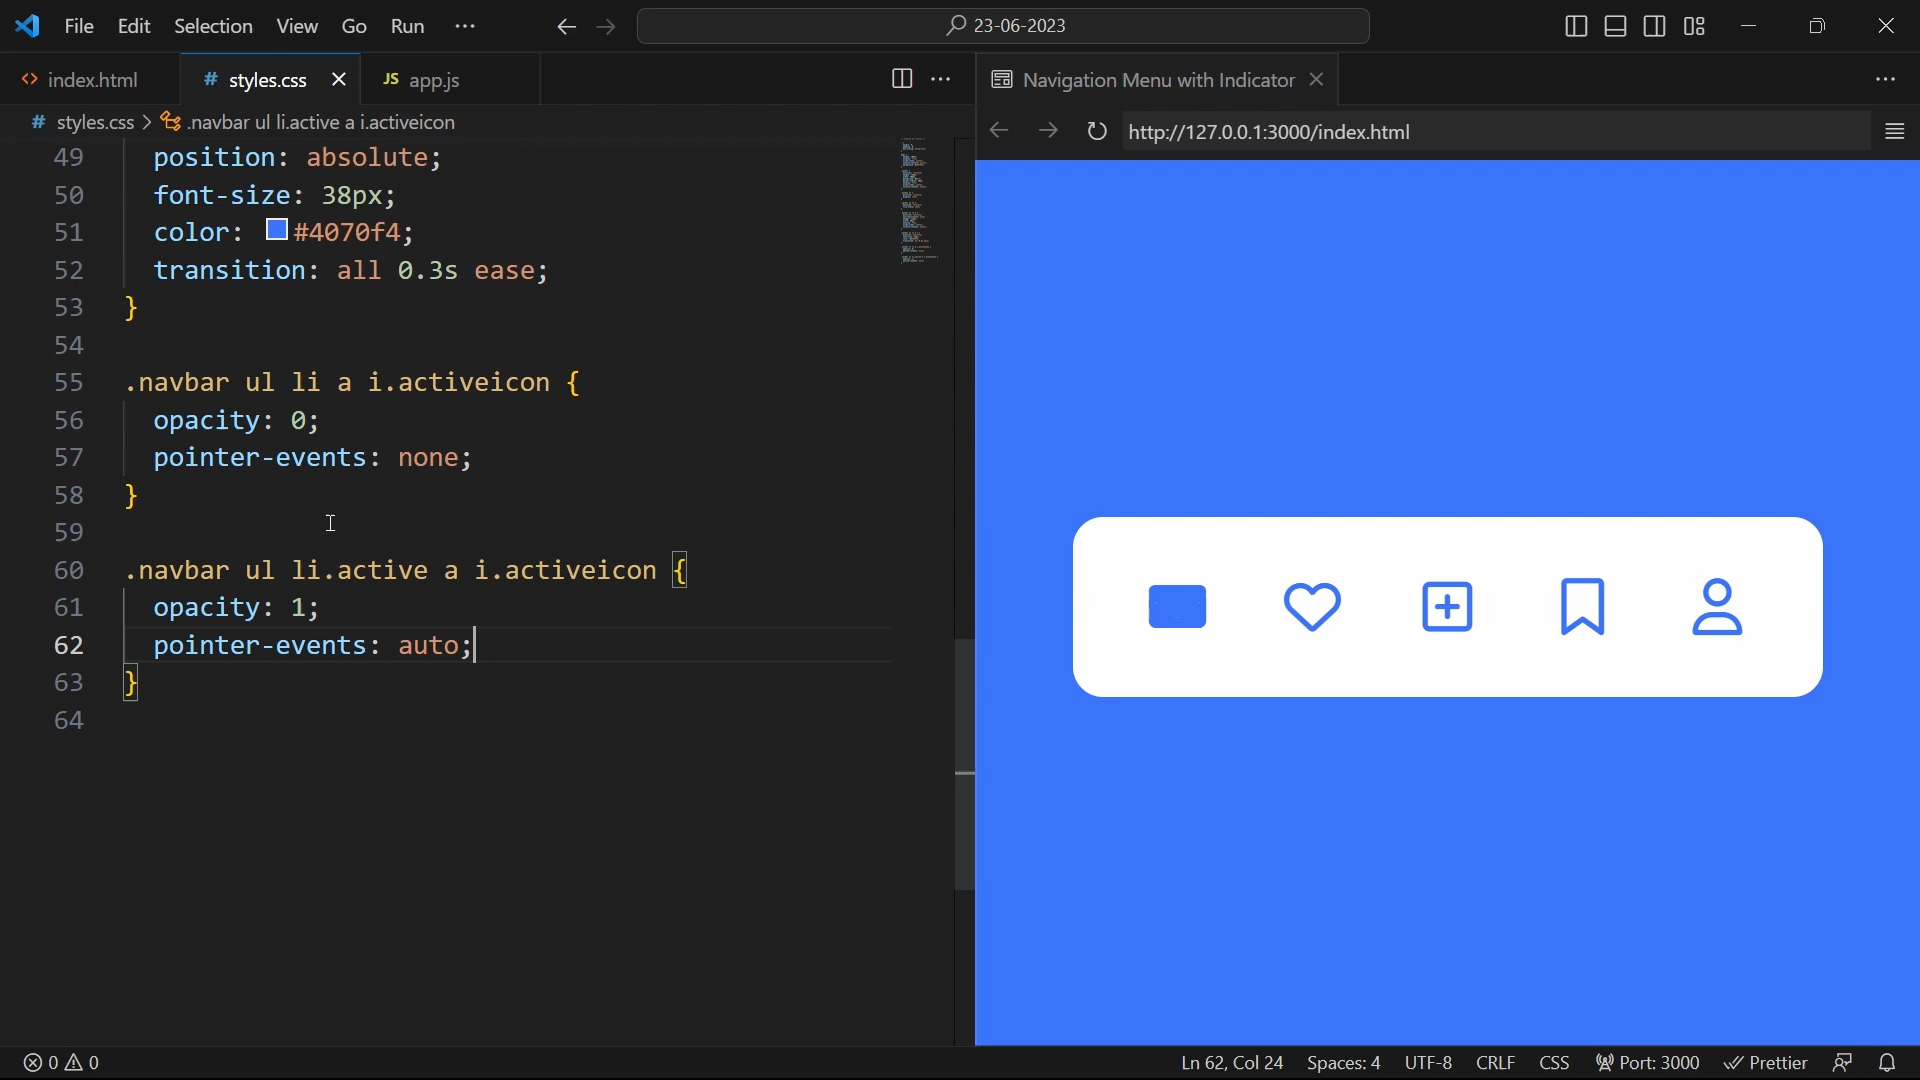 File Edit Selection View Go Run ··· 23-06-2023
index.html # styles.css JS app.js Navigation Menu with Indicator
# styles.css > .navbar ul li.active a i.activeicon
http://127.0.0.1:3000/index.html
49 position: absolute;
50 font-size: 38px;
51 color: #4070f4;
52 transition: all 0.3s ease;
53 }
54
55 .navbar ul li a i.activeicon {
56 opacity: 0;
57 pointer-events: none;
58 }
59
60 .navbar ul li.active a i.activeicon {
61 opacity: 1;
62 pointer-events: auto;
63 }
64
0 0 Ln 62, Col 24 Spaces: 4 UTF-8 CRLF CSS Port: 3000 Prettier